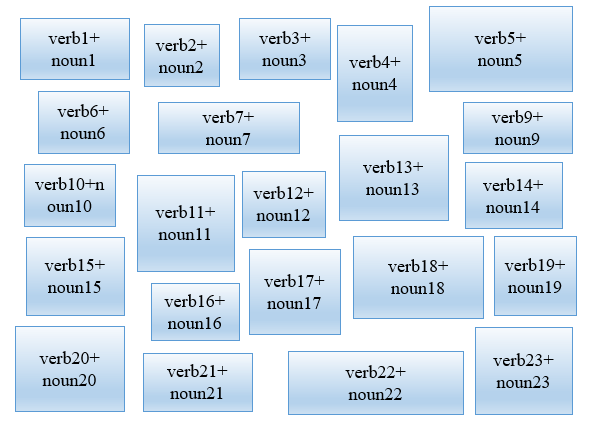 verb1+
noun1
verb2+
noun2
verb3+
noun3
verb4+
noun4
verb5+
noun5
verb6+
noun6
verb7+
noun7
verb9+
noun9
verb10+n
oun10
verb11+
noun11
verb12+
noun12
verb13+
noun13
verb14+
noun14
verb15+
noun15
verb16+
noun16
verb17+
noun17
verb18+
noun18
verb19+
noun19
verb20+
noun20
verb21+
noun21
verb22+
noun22
verb23+
noun23